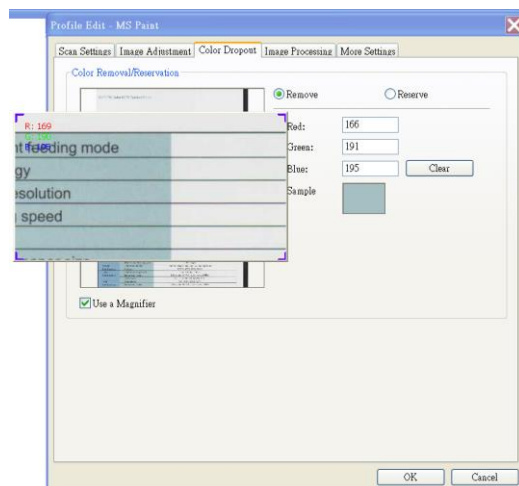 Profile Edit - MS Paint
Scan Settings Image Adjustment Color Dropout Image Processing More Settings
Color Removal/Reservation
Remove Reserve
R: 169
Red: 166
Green: 191
feeding mode
Blue: 195 Clear
gy
Sample
esolution
speed
Use a Magnifier
OK Cancel